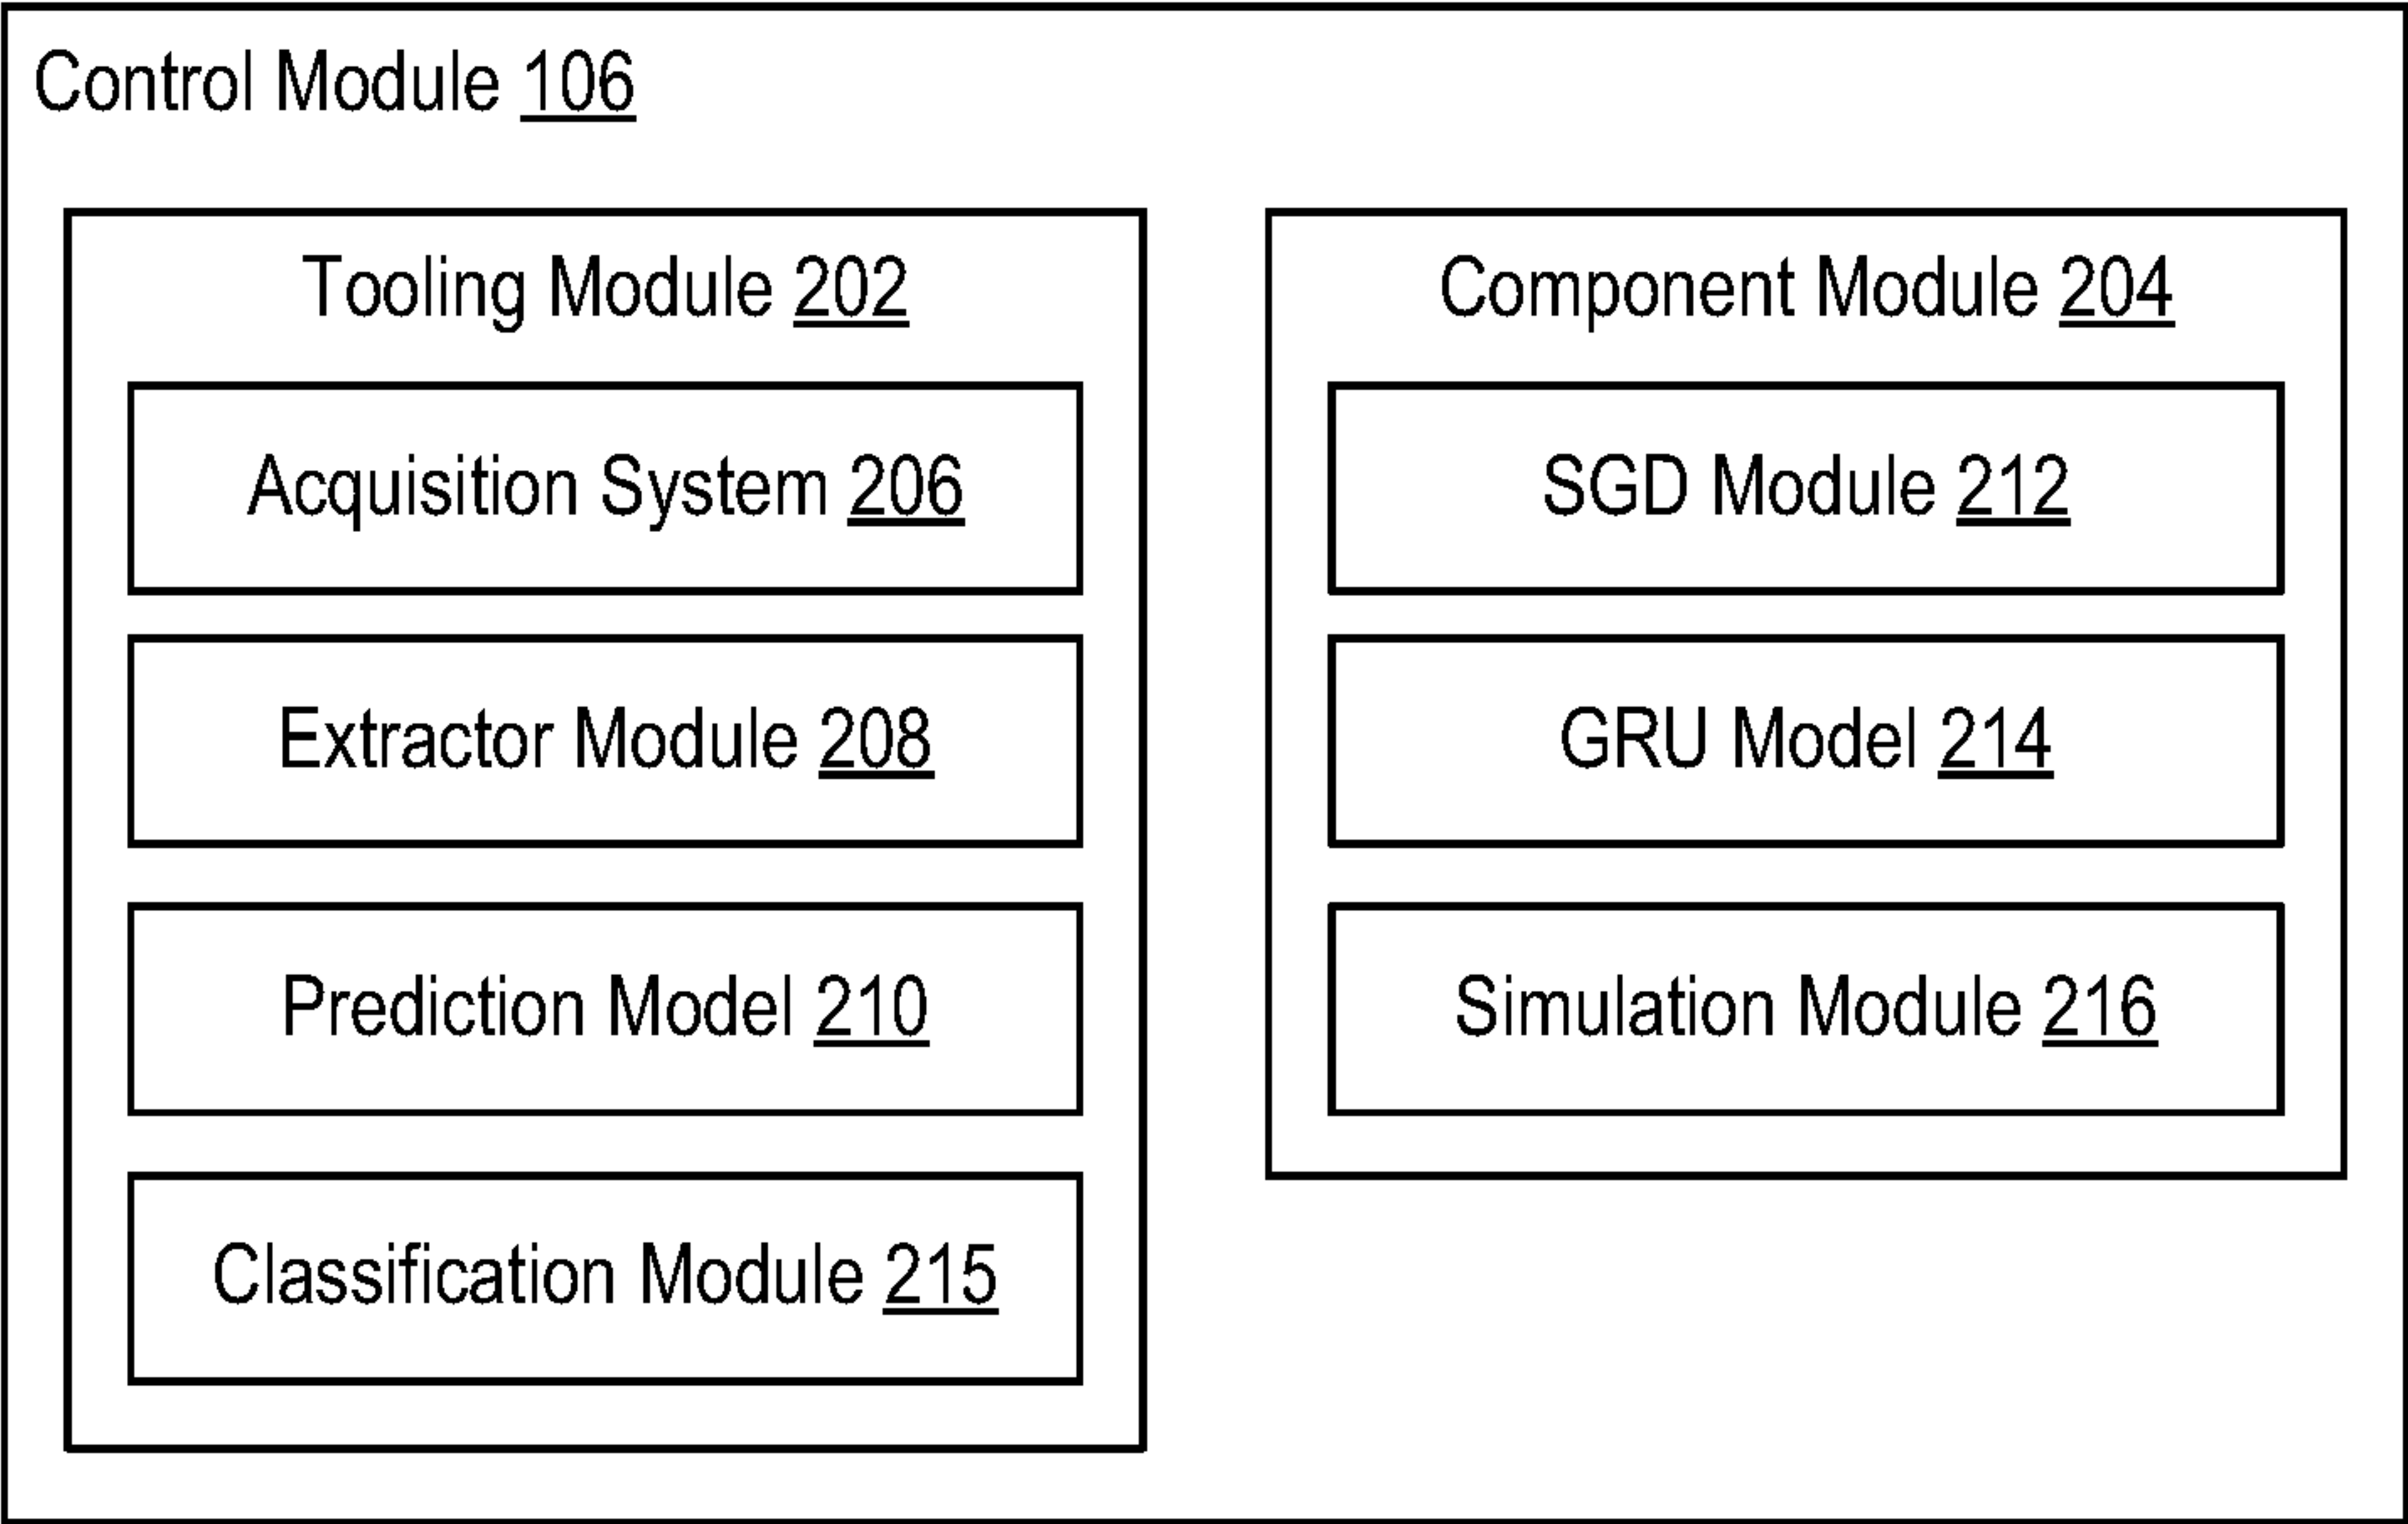 Control Module 106
Tooling Module 202
Acquisition System 206
Extractor Module 208
Prediction Model 210
Classification Module 215
Component Module 204
SGD Module 212
GRU Model 214
Simulation Module 216